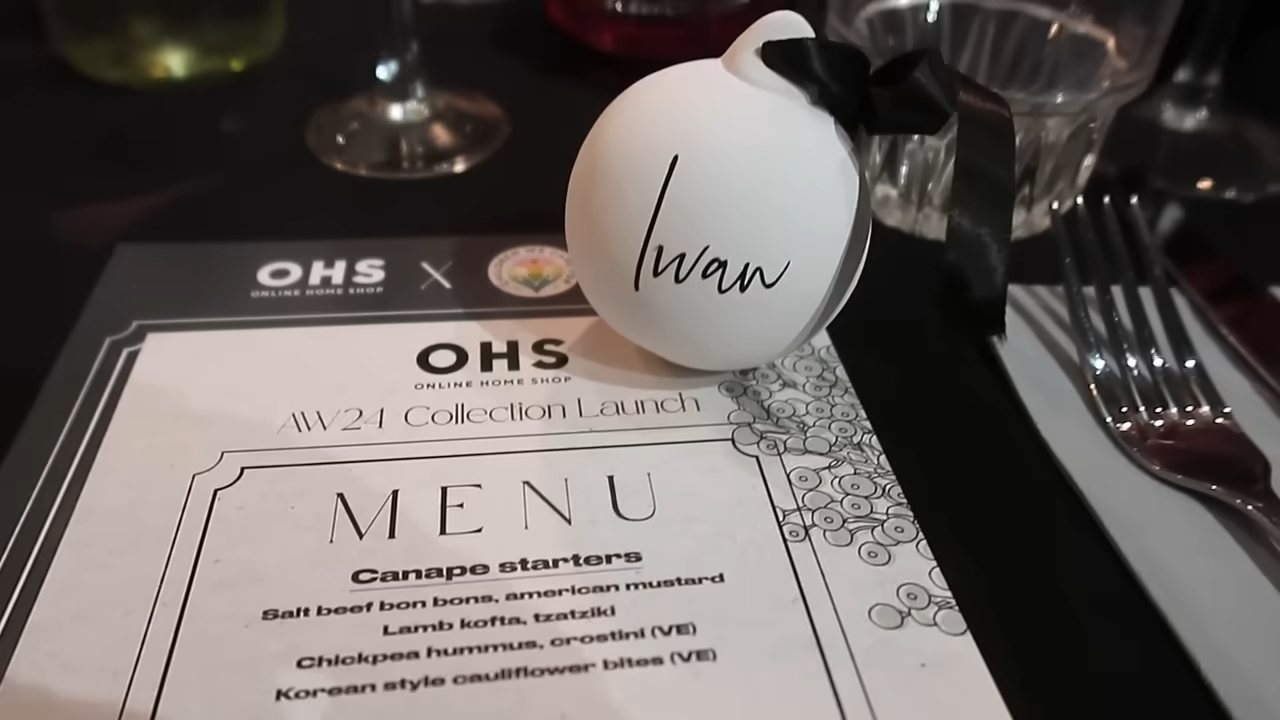 Iwan
OHS X
ONLINE HOME SHOP
OHS
ONLINE HOME SHOP
AW24 Collection Launch
MENU
Canape starters
Salt beef bon bons, american mustard
Lamb kofta, tzatziki
Chickpea hummus, crostini (VE)
Korean style cauliflower bites (VE)